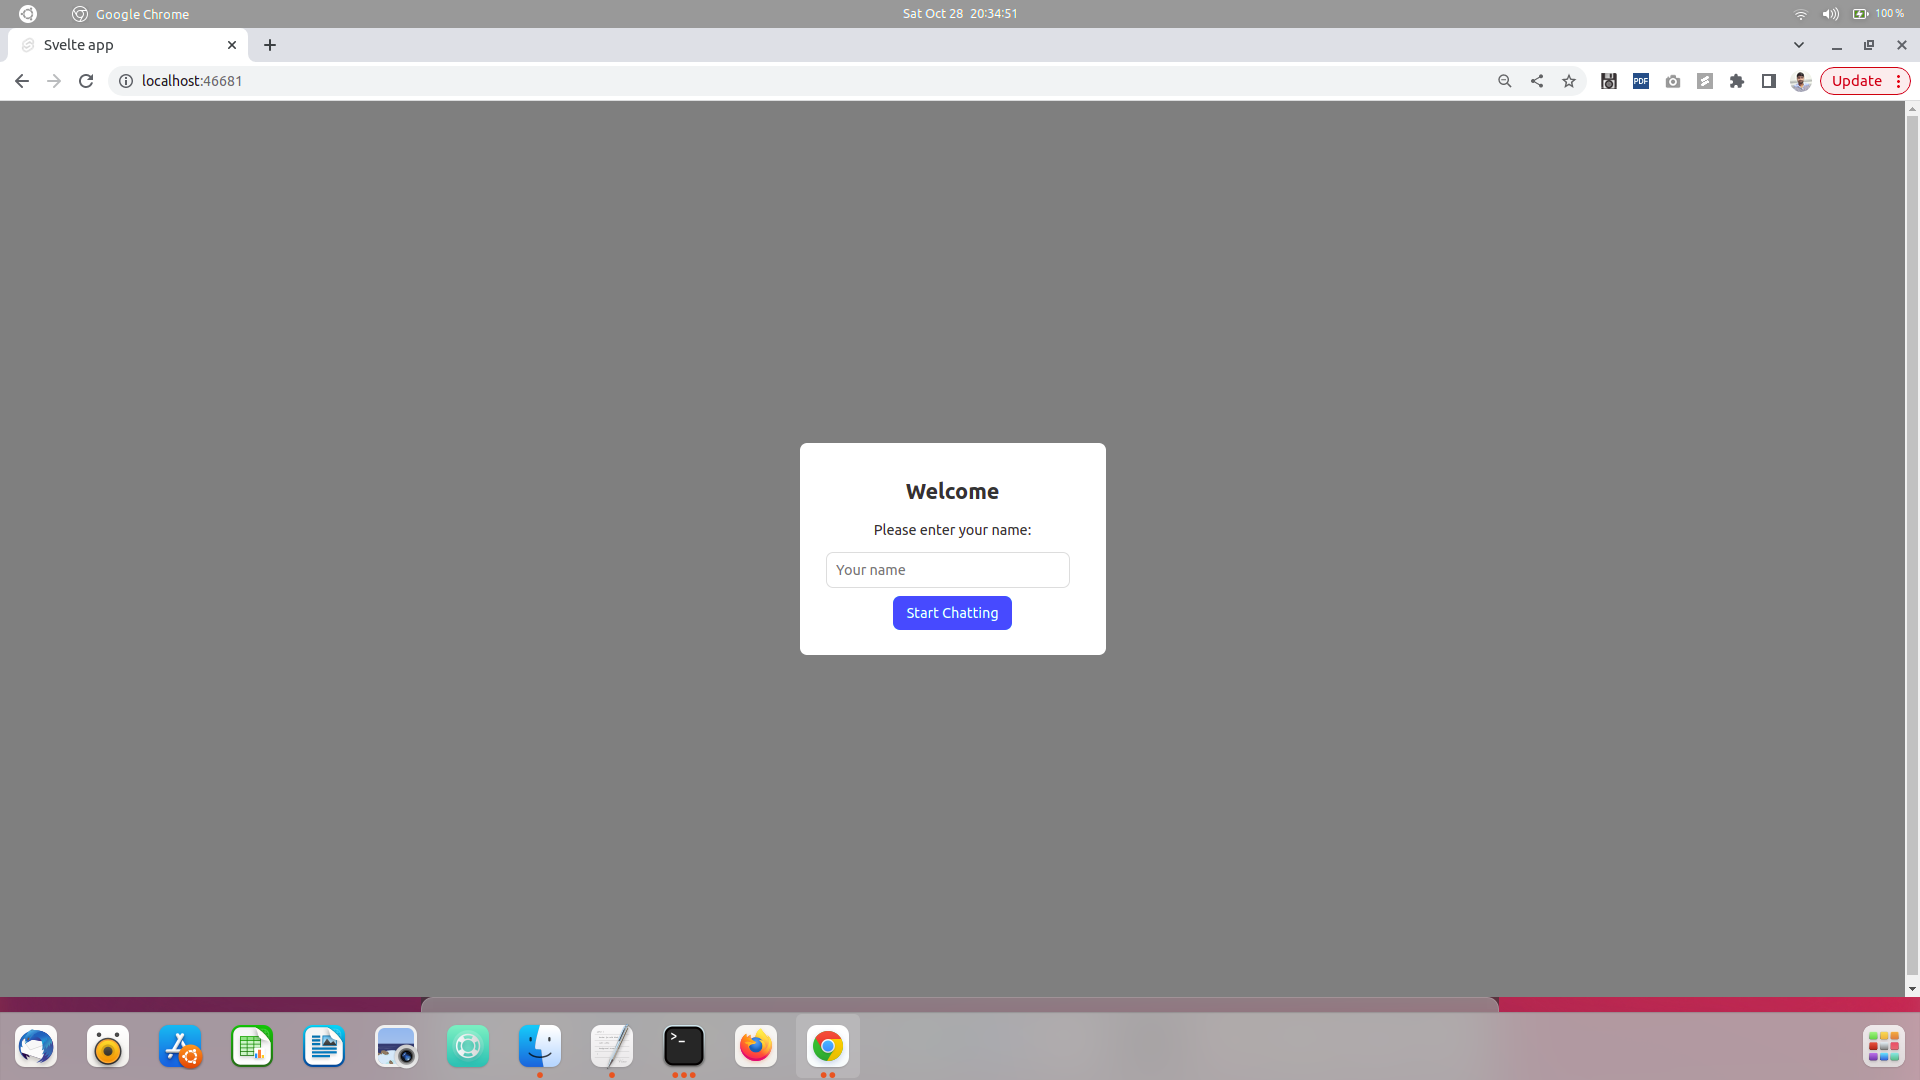 Google Chrome
Sat Oct 28 20:34:51
100 %
Svelte app
localhost:46681
PDF
Update
Welcome
Please enter your name:
Your name
Start Chatting
>_